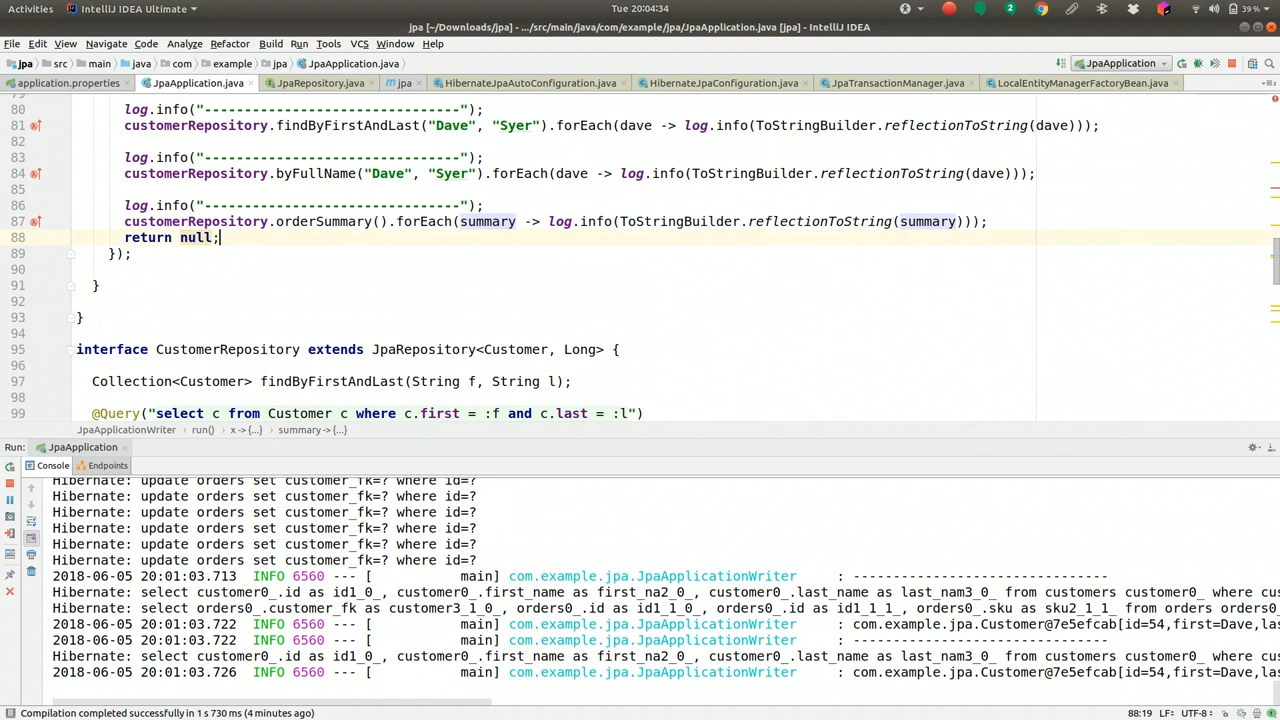 Activities IntelliJ IDEA Ultimate Tue 20:04:34 2 39 %
jpa [~/Downloads/jpa] - .../src/main/java/com/example/jpa/JpaApplication.java [jpa] - IntelliJ IDEA
File Edit View Navigate Code Analyze Refactor Build Run Tools VCS Window Help
jpa src main java com example jpa JpaApplication.java JpaApplication
application.properties JpaApplication.java JpaRepository.java jpa HibernateJpaAutoConfiguration.java HibernateJpaConfiguration.java JpaTransactionManager.java LocalEntityManagerFactoryBean.java
80 log.info("--------------------------------");
81 customerRepository.findByFirstAndLast("Dave", "Syer").forEach(dave -> log.info(ToStringBuilder.reflectionToString(dave)));
82
83 log.info("--------------------------------");
84 customerRepository.byFullName("Dave", "Syer").forEach(dave -> log.info(ToStringBuilder.reflectionToString(dave)));
85
86 log.info("--------------------------------");
87 customerRepository.orderSummary().forEach(summary -> log.info(ToStringBuilder.reflectionToString(summary)));
88 return null;
89 });
90
91 }
92
93 }
94
95 interface CustomerRepository extends JpaRepository<Customer, Long> {
96
97 Collection<Customer> findByFirstAndLast(String f, String l);
98
99 @Query("select c from Customer c where c.first = :f and c.last = :l")
JpaApplicationWriter run() x -> {...} summary -> {...}
Run: JpaApplication
Console Endpoints
Hibernate: update orders set customer_fk=? where id=?
Hibernate: update orders set customer_fk=? where id=?
Hibernate: update orders set customer_fk=? where id=?
Hibernate: update orders set customer_fk=? where id=?
Hibernate: update orders set customer_fk=? where id=?
Hibernate: update orders set customer_fk=? where id=?
2018-06-05 20:01:03.713 INFO 6560 --- [ main] com.example.jpa.JpaApplicationWriter : --------------------------------
Hibernate: select customer0_.id as id1_0_, customer0_.first_name as first_na2_0_, customer0_.last_name as last_nam3_0_ from customers customer0_ where cus
Hibernate: select orders0_.customer_fk as customer3_1_0_, orders0_.id as id1_1_0_, orders0_.id as id1_1_1_, orders0_.sku as sku2_1_1_ from orders orders0_
2018-06-05 20:01:03.722 INFO 6560 --- [ main] com.example.jpa.JpaApplicationWriter : com.example.jpa.Customer@7e5efcab[id=54,first=Dave,las
2018-06-05 20:01:03.722 INFO 6560 --- [ main] com.example.jpa.JpaApplicationWriter : --------------------------------
Hibernate: select customer0_.id as id1_0_, customer0_.first_name as first_na2_0_, customer0_.last_name as last_nam3_0_ from customers customer0_ where cus
2018-06-05 20:01:03.726 INFO 6560 --- [ main] com.example.jpa.JpaApplicationWriter : com.example.jpa.Customer@7e5efcab[id=54,first=Dave,las
Compilation completed successfully in 1 s 730 ms (4 minutes ago) 88:19 LF÷ UTF-8÷